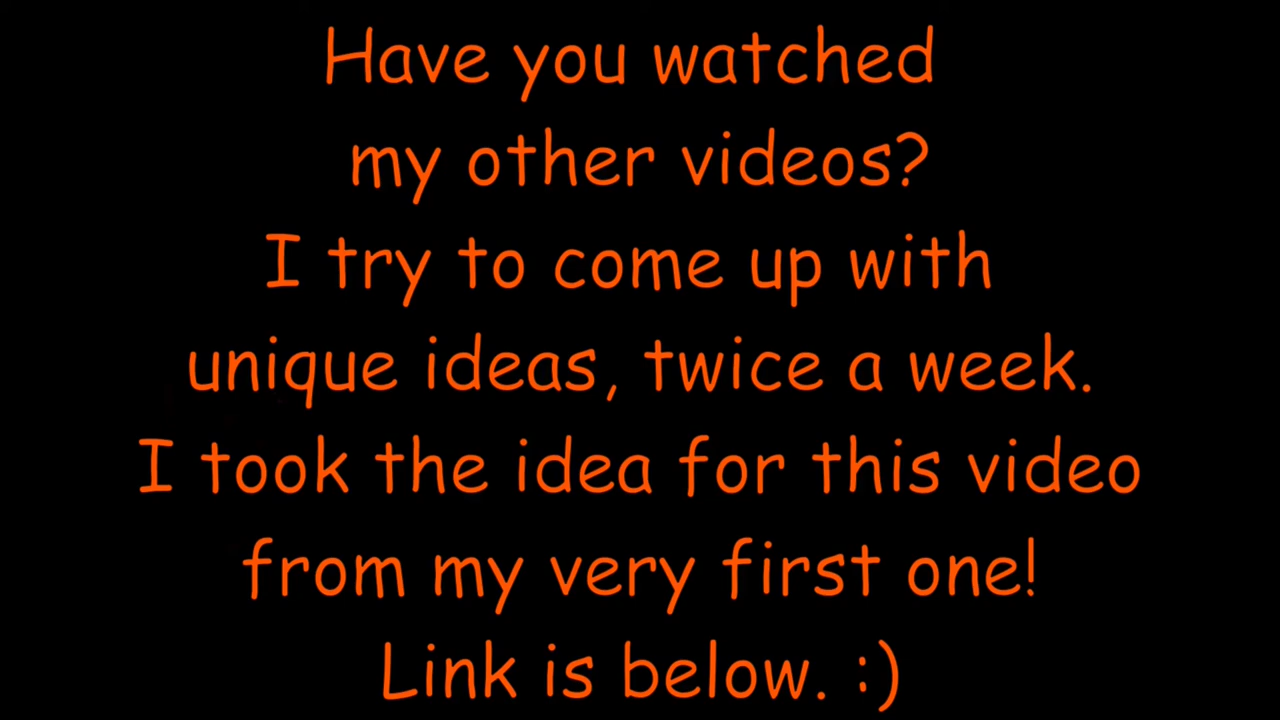 Have you watched
my other videos?
I try to come up with
unique ideas, twice a week.
I took the idea for this video
from my very first one!
Link is below. :)